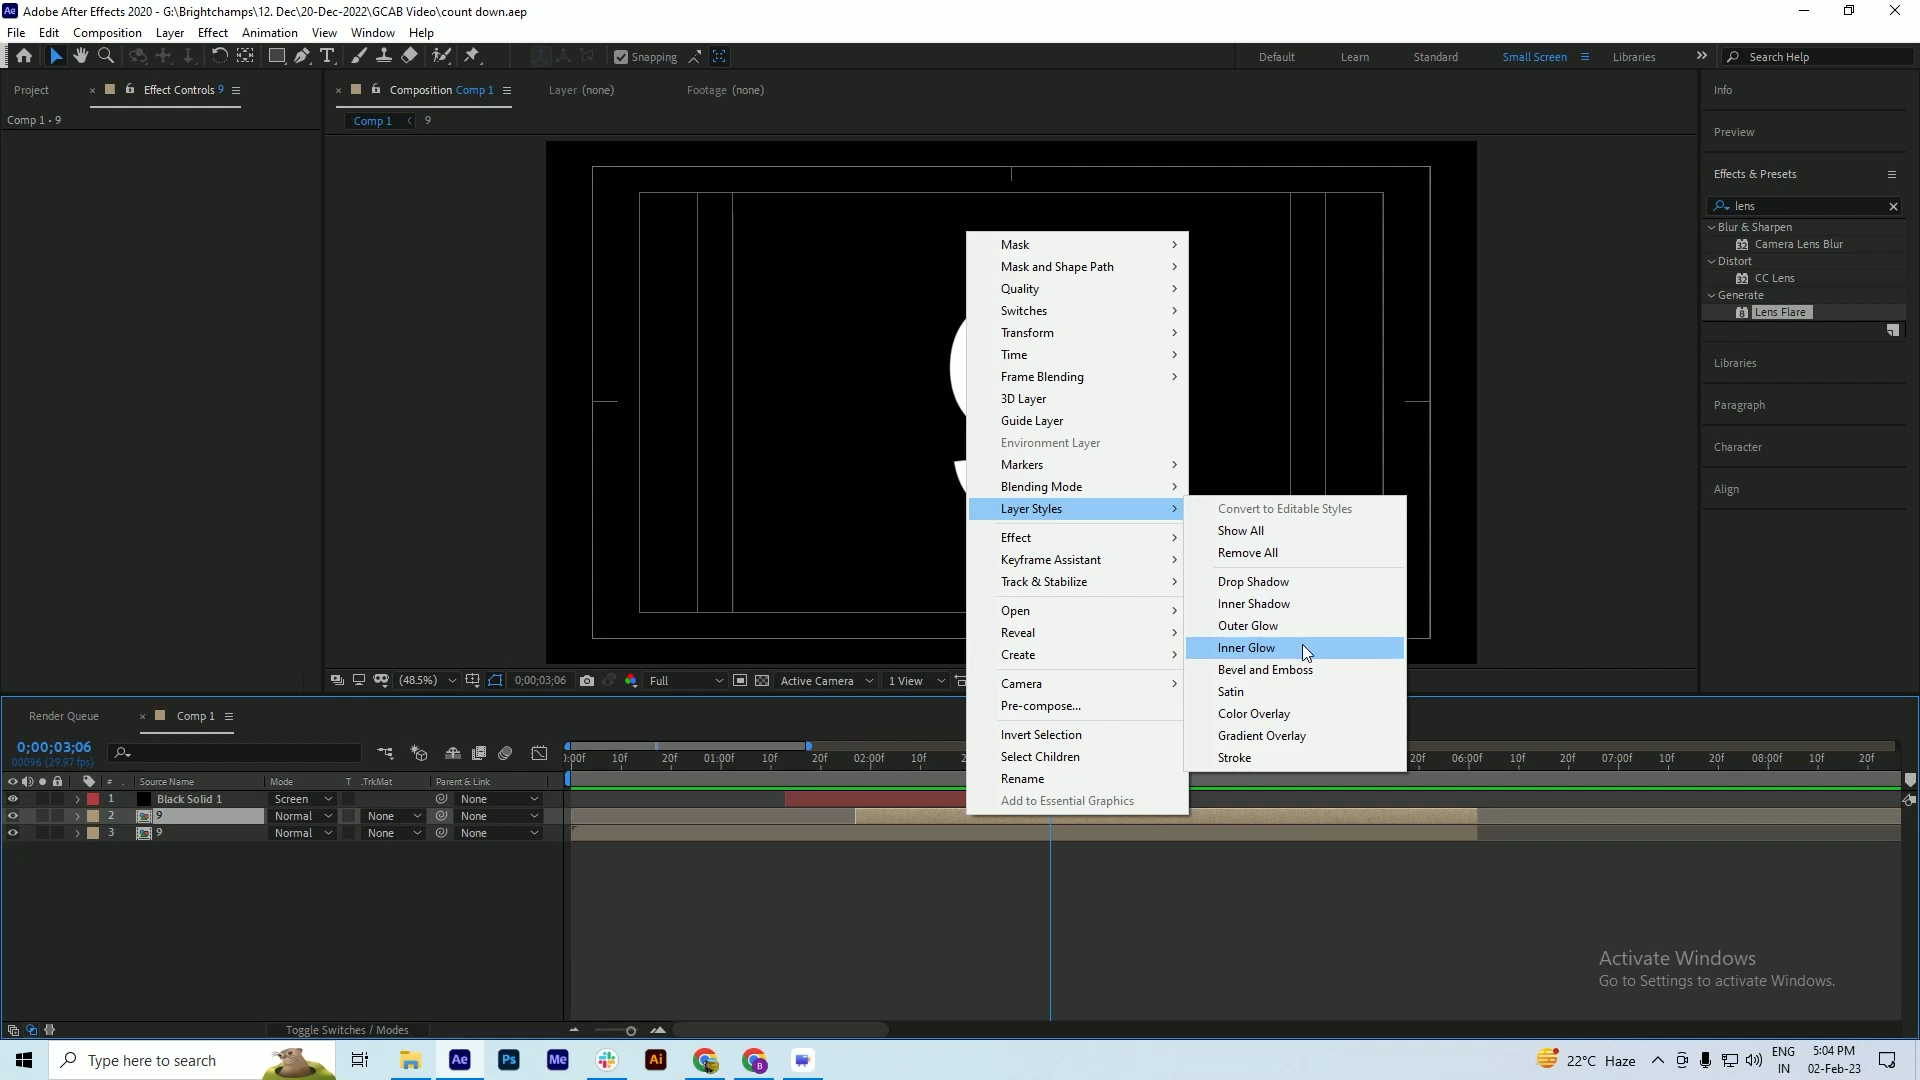 Adobe After Effects 2020 - G:\Brightchamps\12. Dec\20-Dec-2022\GCAB Video\count down.aep
File Edit Composition Layer Effect Animation View Window Help
Snapping
Default Learn Standard Small Screen Libraries Search Help
Project Effect Controls 9
Composition Comp 1 Layer (none) Footage (none)
Comp 1 • 9
Comp 1 9
Info
Preview
Effects & Presets
lens
Blur & Sharpen
Camera Lens Blur
Distort
CC Lens
Generate
Lens Flare
Libraries
Paragraph
Character
Align
Mask
Mask and Shape Path
Quality
Switches
Transform
Time
Frame Blending
3D Layer
Guide Layer
Environment Layer
Markers
Blending Mode
Layer Styles
Effect
Keyframe Assistant
Track & Stabilize
Open
Reveal
Create
Camera
Pre-compose...
Invert Selection
Select Children
Rename
Add to Essential Graphics
Convert to Editable Styles
Show All
Remove All
Drop Shadow
Inner Shadow
Outer Glow
Inner Glow
Bevel and Emboss
Satin
Color Overlay
Gradient Overlay
Stroke
(48.5%) 0;00;03;06 Full Active Camera 1 View
Render Queue Comp 1
0;00;03;06
00096 (29.97 fps)
:00f 10f 20f 01:00f 10f 20f 02:00f 10f 2 20f 06:00f 10f 20f 07:00f 10f 20f 08:00f 10f 20f
# Source Name Mode T .TrkMat Parent & Link
1 Black Solid 1 Screen None
2 9 Normal None None
3 9 Normal None None
Toggle Switches / Modes
Activate Windows
Go to Settings to activate Windows.
Type here to search
Ae Ps Me Ai
22°C Haze
ENG
IN
5:04 PM
02-Feb-23